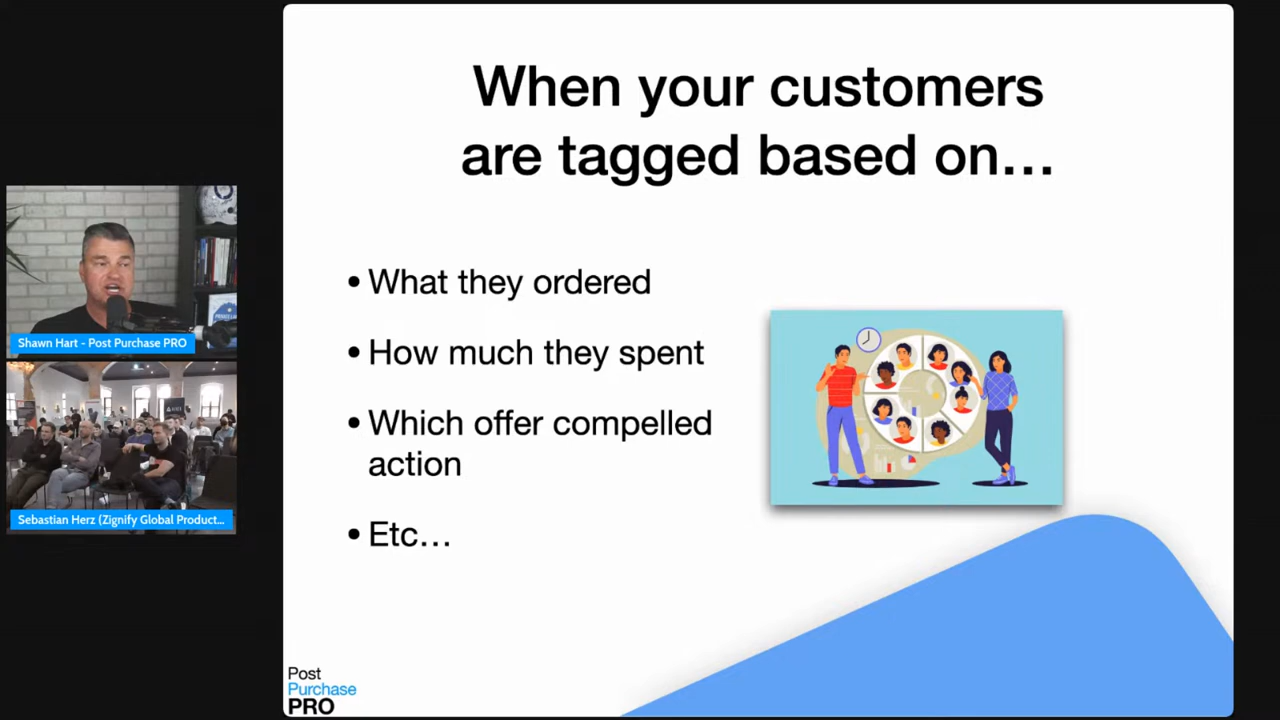 When your customers
are tagged based on...
• What they ordered
• How much they spent
• Which offer compelled
action
• Etc...
Shawn Hart - Post Purchase PRO
Sebastian Herz (Zignify Global Product...
Post
Purchase
PRO